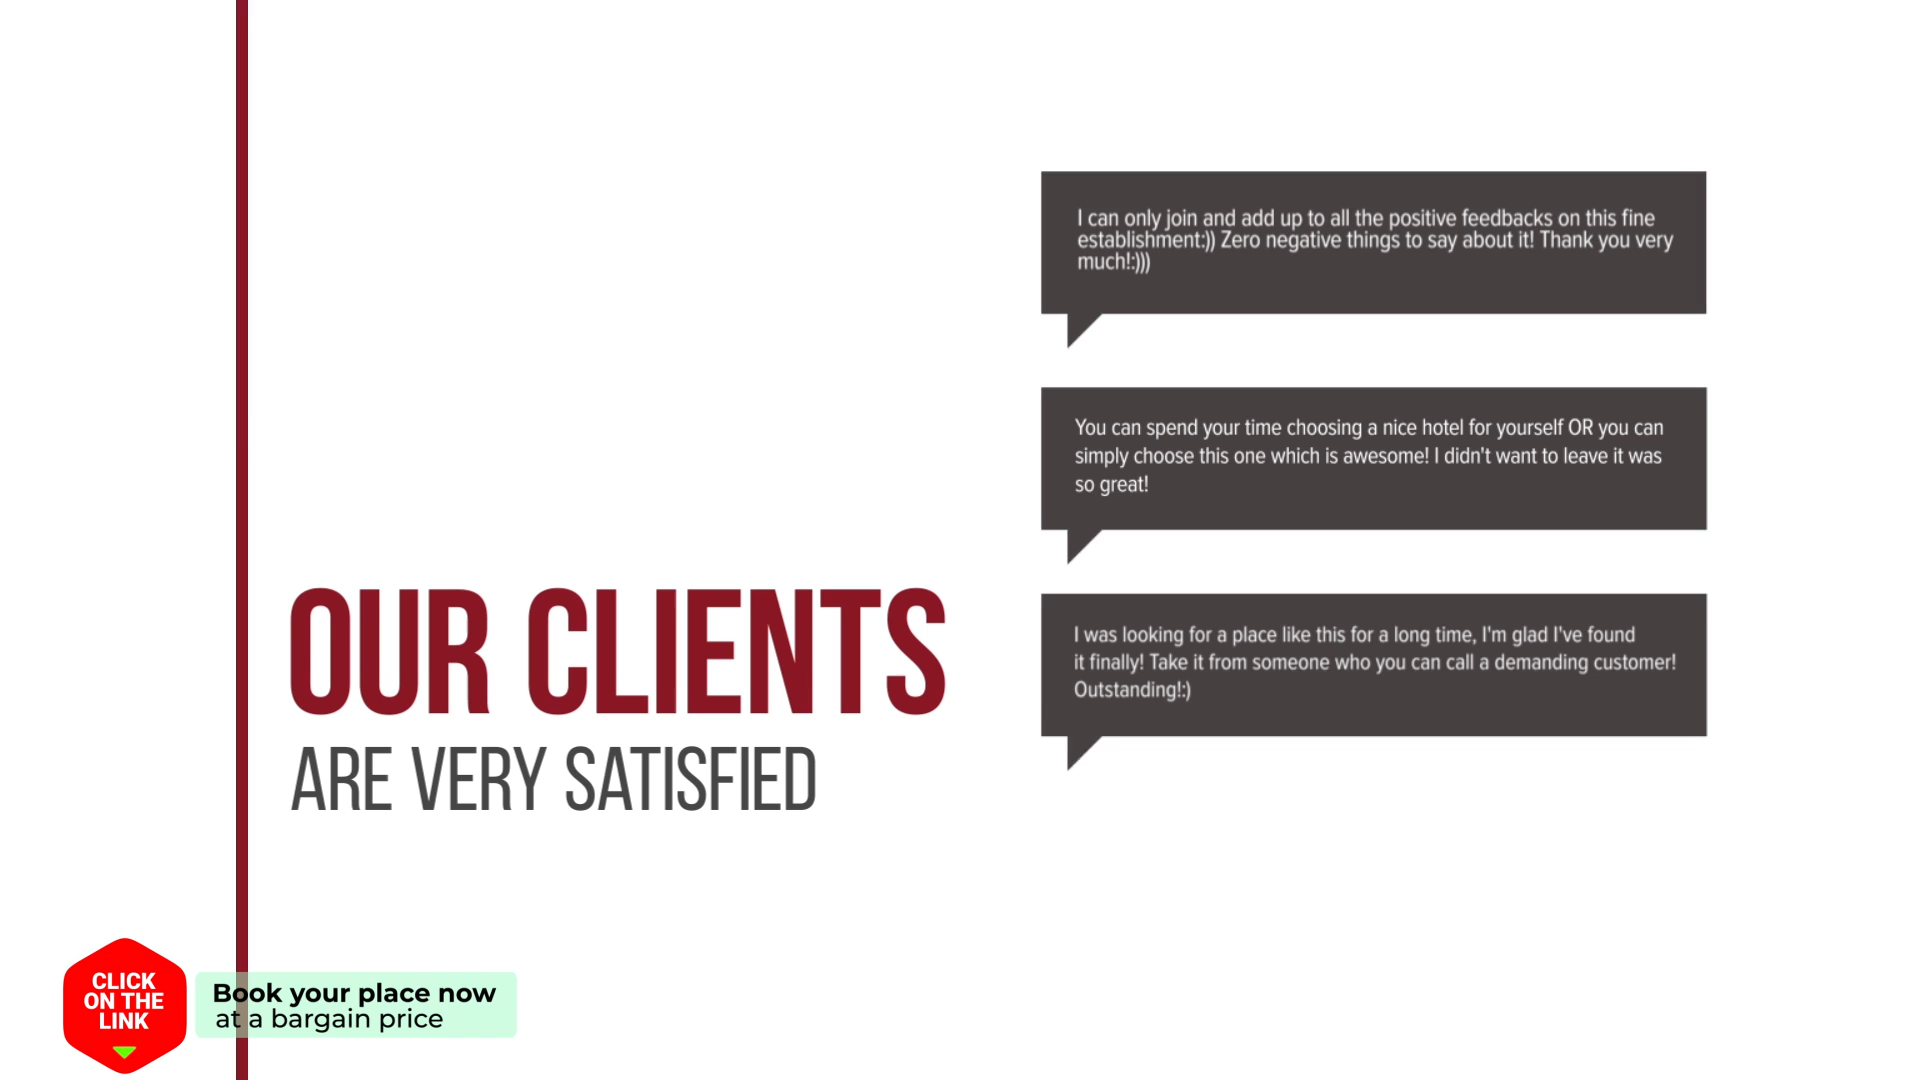 I can only join and add up to all the positive feedbacks on this fine
establishment:)) Zero negative things to say about it! Thank you very
much!:)))
You can spend your time choosing a nice hotel for yourself OR you can
simply choose this one which is awesome! I didn't want to leave it was
so great!
I was looking for a place like this for a long time, I'm glad I've found
it finally! Take it from someone who you can call a demanding customer!
Outstanding!:)
OUR CLIENTS
ARE VERY SATISFIED
CLICK
ON THE
LINK
Book your place now
at a bargain price